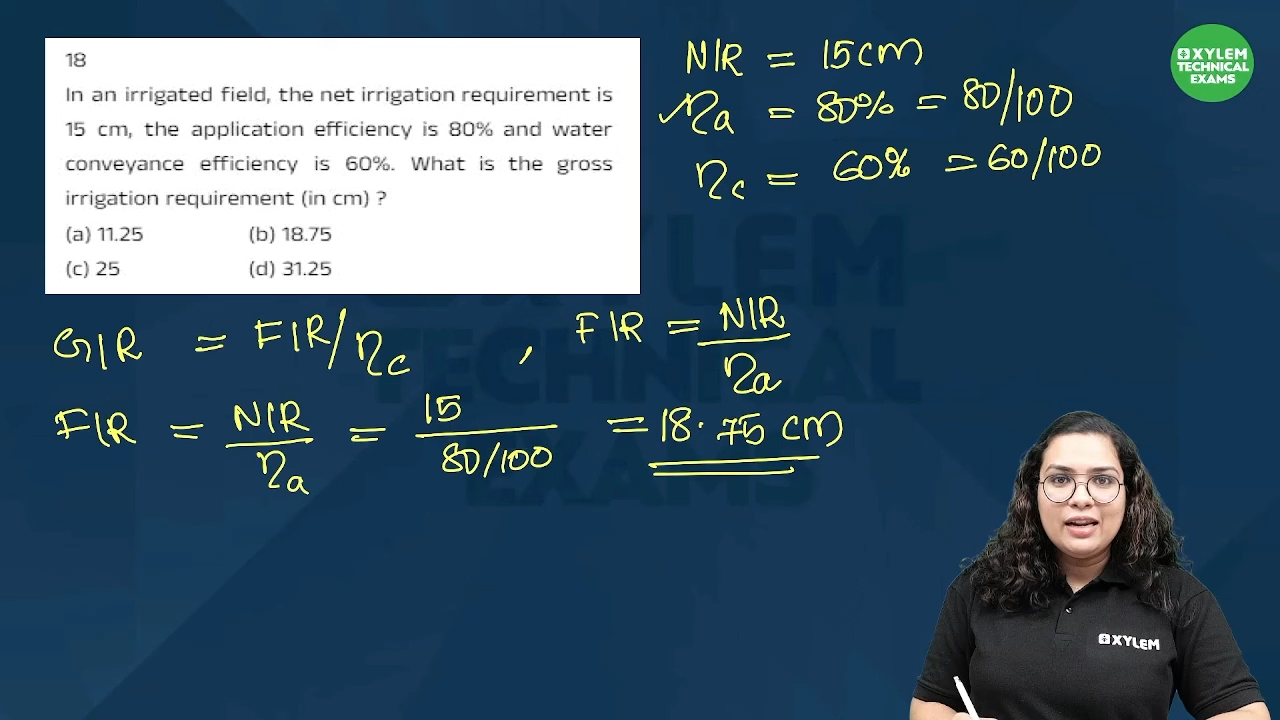 18
In an irrigated field, the net irrigation requirement is
15 cm, the application efficiency is 80% and water
conveyance efficiency is 60%. What is the gross
irrigation requirement (in cm) ?
(a) 11.25 (b) 18.75
(c) 25 (d) 31.25
NIR = 15cm
ηa = 80% = 80/100
ηc = 60% = 60/100
XYLEM
TECHNICAL
EXAMS
GIR = FIR/ηc , FIR = NIR/ηa
FIR = NIR/ηa = 15/80/100 = 18.75 cm
XYLEM
TECHNICAL
EXAMS
XYLEM